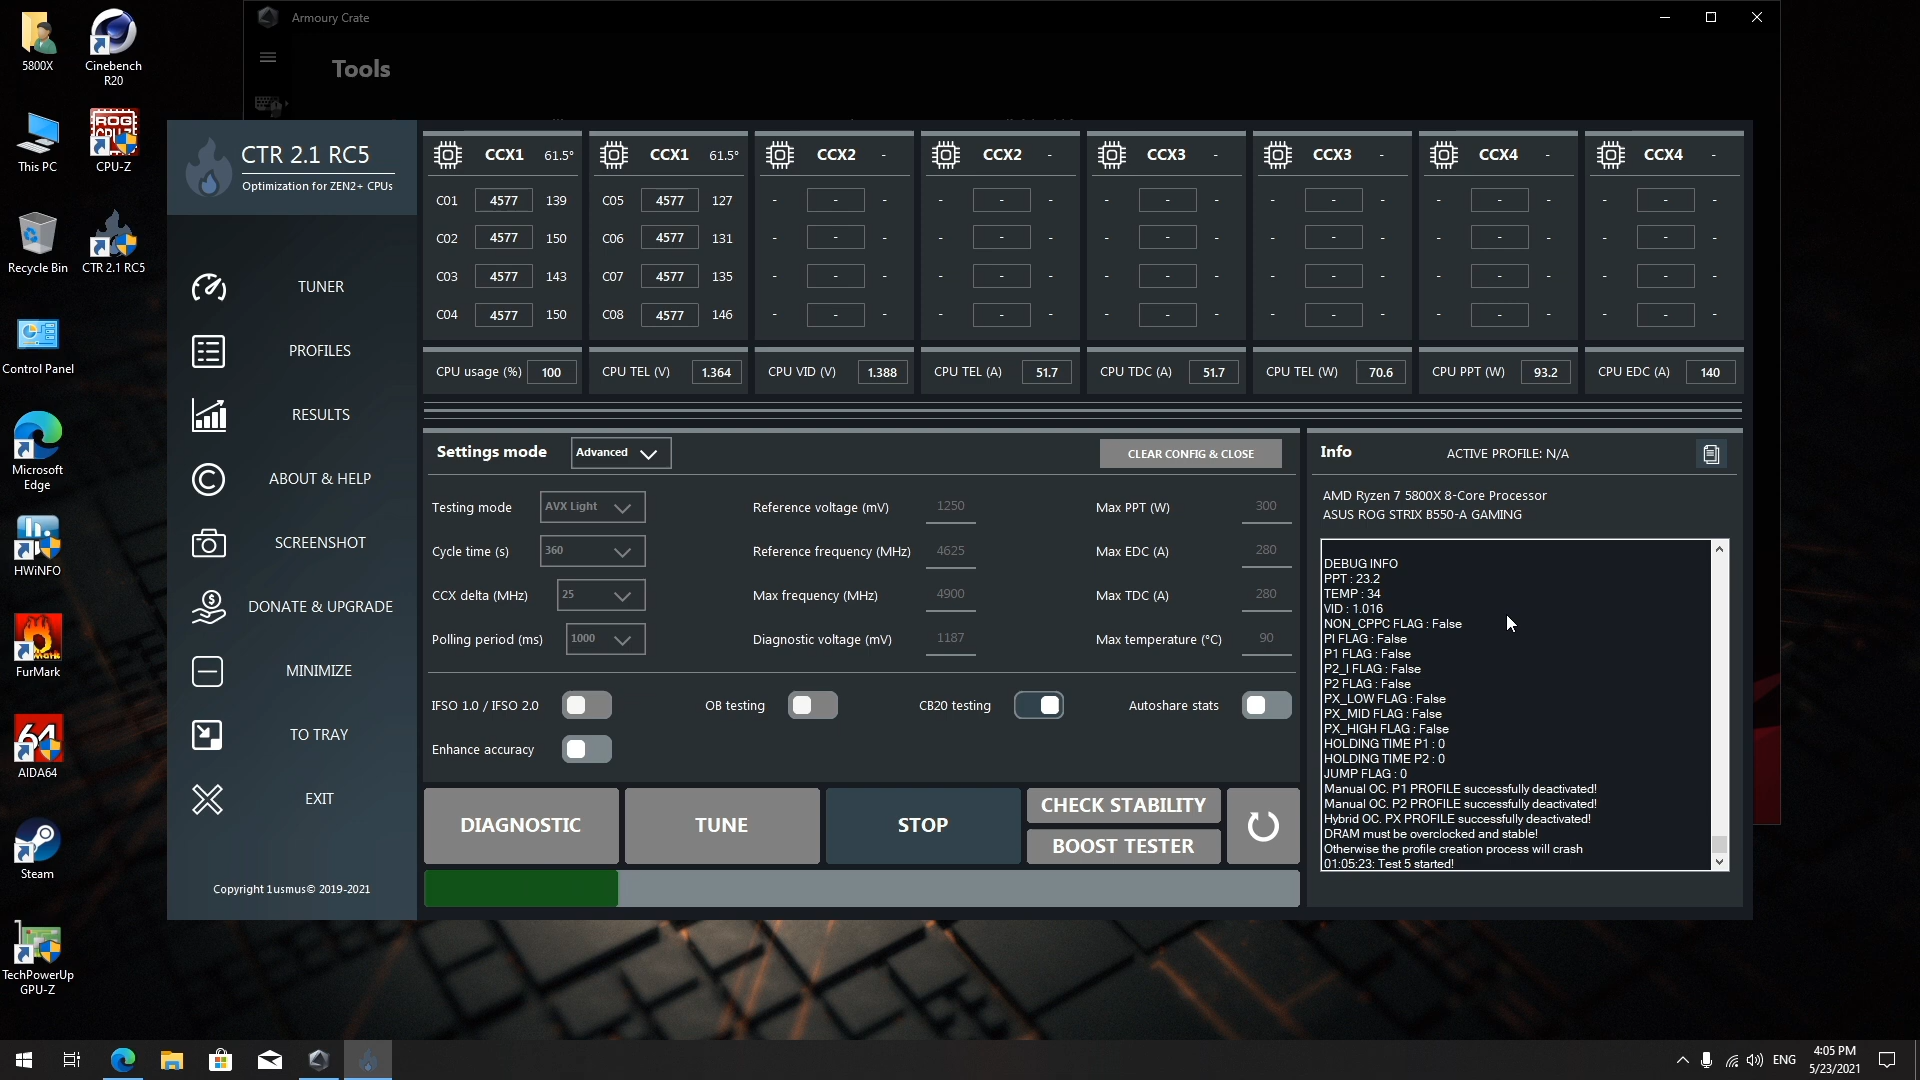 5800X
Cinebench
R20
This PC
ROG
CPU-Z
CPU-Z
Recycle Bin
CTR 2.1 RC5
Control Panel
Microsoft
Edge
HWiNFO
FurMark
64
AIDA64
Steam
TechPowerUp
GPU-Z
Armoury Crate
Tools
CTR 2.1 RC5
Optimization for ZEN2+ CPUs
TUNER
PROFILES
RESULTS
ABOUT & HELP
SCREENSHOT
DONATE & UPGRADE
MINIMIZE
TO TRAY
EXIT
Copyright 1usmus© 2019-2021
CCX1 61.5°
C01 4577 139
C02 4577 150
C03 4577 143
C04 4577 150
CCX1 61.5°
C05 4577 127
C06 4577 131
C07 4577 135
C08 4577 146
CCX2 -
- - -
- - -
- - -
- - -
CCX2 -
- - -
- - -
- - -
- - -
CCX3 -
- - -
- - -
- - -
- - -
CCX3 -
- - -
- - -
- - -
- - -
CCX4 -
- - -
- - -
- - -
- - -
CCX4 -
- - -
- - -
- - -
- - -
CPU usage (%) 100
CPU TEL (V) 1.364
CPU VID (V) 1.388
CPU TEL (A) 51.7
CPU TDC (A) 51.7
CPU TEL (W) 70.6
CPU PPT (W) 93.2
CPU EDC (A) 140
Settings mode Advanced CLEAR CONFIG & CLOSE
Testing mode AVX Light Reference voltage (mV) 1250 Max PPT (W) 300
Cycle time (s) 360 Reference frequency (MHz) 4625 Max EDC (A) 280
CCX delta (MHz) 25 Max frequency (MHz) 4900 Max TDC (A) 280
Polling period (ms) 1000 Diagnostic voltage (mV) 1187 Max temperature (°C) 90
IFSO 1.0 / IFSO 2.0 OB testing CB20 testing Autoshare stats
Enhance accuracy
DIAGNOSTIC
TUNE
STOP
CHECK STABILITY
BOOST TESTER
Info ACTIVE PROFILE: N/A
AMD Ryzen 7 5800X 8-Core Processor
ASUS ROG STRIX B550-A GAMING
DEBUG INFO
PPT : 23.2
TEMP : 34
VID : 1.016
NON_CPPC FLAG : False
PI FLAG : False
P1 FLAG : False
P2_I FLAG : False
P2 FLAG : False
PX_LOW FLAG : False
PX_MID FLAG : False
PX_HIGH FLAG : False
HOLDING TIME P1 : 0
HOLDING TIME P2 : 0
JUMP FLAG : 0
Manual OC. P1 PROFILE successfully deactivated!
Manual OC. P2 PROFILE successfully deactivated!
Hybrid OC. PX PROFILE successfully deactivated!
DRAM must be overclocked and stable!
Otherwise the profile creation process will crash
01:05:23: Test 5 started!
ENG
4:05 PM
5/23/2021